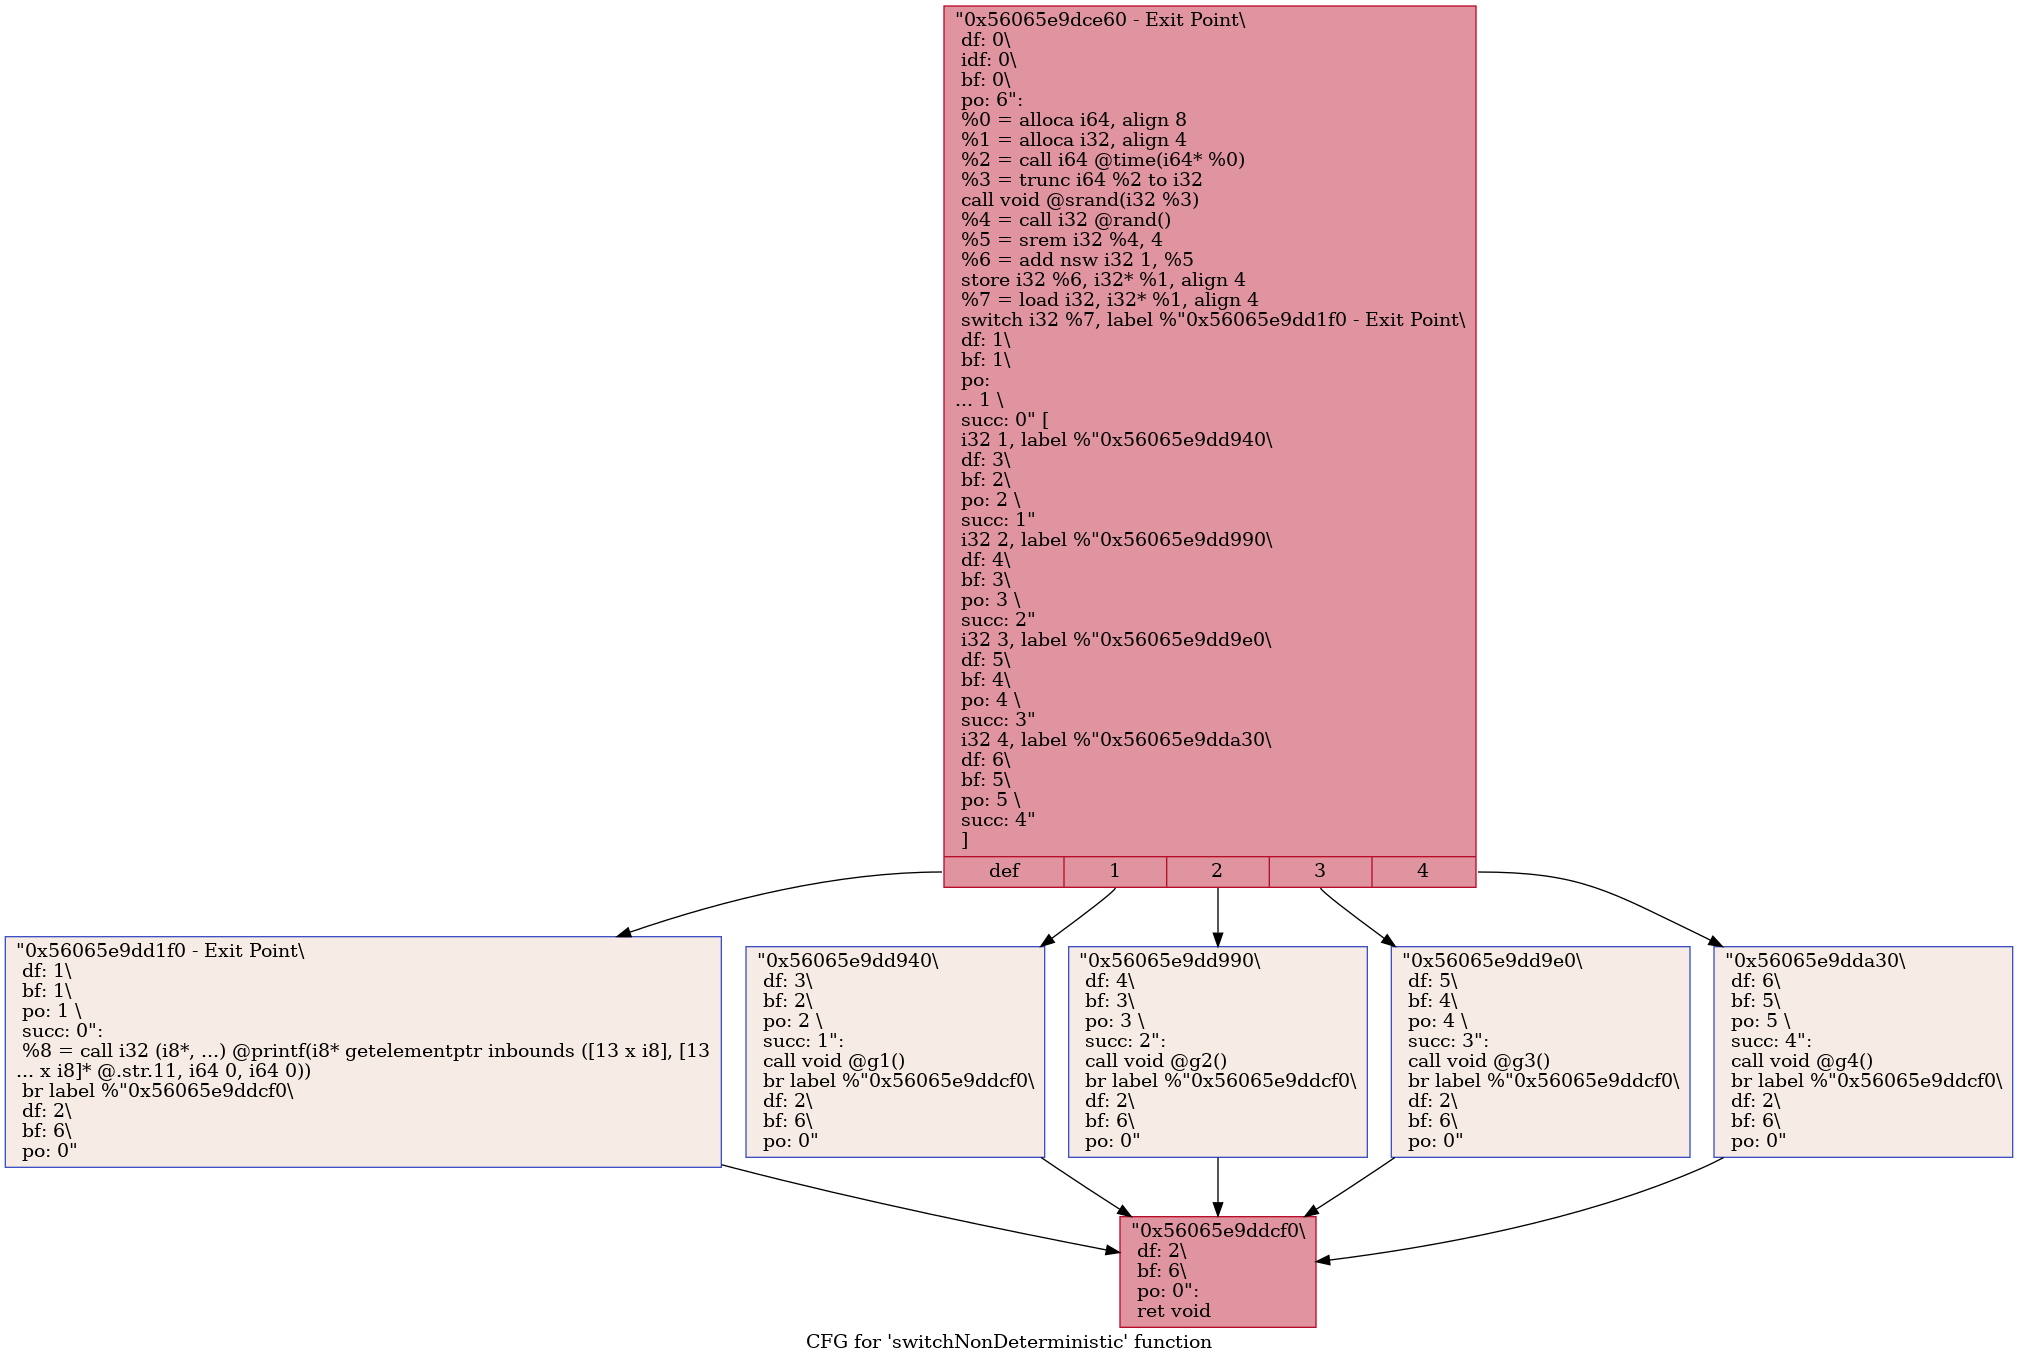 "0x56065e9dce60 - Exit Point\
df: 0\
idf: 0\
bf: 0\
po: 6":
%0 = alloca i64, align 8
%1 = alloca i32, align 4
%2 = call i64 @time(i64* %0)
%3 = trunc i64 %2 to i32
call void @srand(i32 %3)
%4 = call i32 @rand()
%5 = srem i32 %4, 4
%6 = add nsw i32 1, %5
store i32 %6, i32* %1, align 4
%7 = load i32, i32* %1, align 4
switch i32 %7, label %"0x56065e9dd1f0 - Exit Point\
df: 1\
bf: 1\
po:
... 1 \
succ: 0" [
i32 1, label %"0x56065e9dd940\
df: 3\
bf: 2\
po: 2 \
succ: 1"
i32 2, label %"0x56065e9dd990\
df: 4\
bf: 3\
po: 3 \
succ: 2"
i32 3, label %"0x56065e9dd9e0\
df: 5\
bf: 4\
po: 4 \
succ: 3"
i32 4, label %"0x56065e9dda30\
df: 6\
bf: 5\
po: 5 \
succ: 4"
]
def 1 2 3 4
"0x56065e9dd1f0 - Exit Point\
df: 1\
bf: 1\
po: 1 \
succ: 0":
%8 = call i32 (i8*, ...) @printf(i8* getelementptr inbounds ([13 x i8], [13
... x i8]* @.str.11, i64 0, i64 0))
br label %"0x56065e9ddcf0\
df: 2\
bf: 6\
po: 0"
"0x56065e9dd940\
df: 3\
bf: 2\
po: 2 \
succ: 1":
call void @g1()
br label %"0x56065e9ddcf0\
df: 2\
bf: 6\
po: 0"
"0x56065e9dd990\
df: 4\
bf: 3\
po: 3 \
succ: 2":
call void @g2()
br label %"0x56065e9ddcf0\
df: 2\
bf: 6\
po: 0"
"0x56065e9dd9e0\
df: 5\
bf: 4\
po: 4 \
succ: 3":
call void @g3()
br label %"0x56065e9ddcf0\
df: 2\
bf: 6\
po: 0"
"0x56065e9dda30\
df: 6\
bf: 5\
po: 5 \
succ: 4":
call void @g4()
br label %"0x56065e9ddcf0\
df: 2\
bf: 6\
po: 0"
"0x56065e9ddcf0\
df: 2\
bf: 6\
po: 0":
ret void
CFG for 'switchNonDeterministic' function